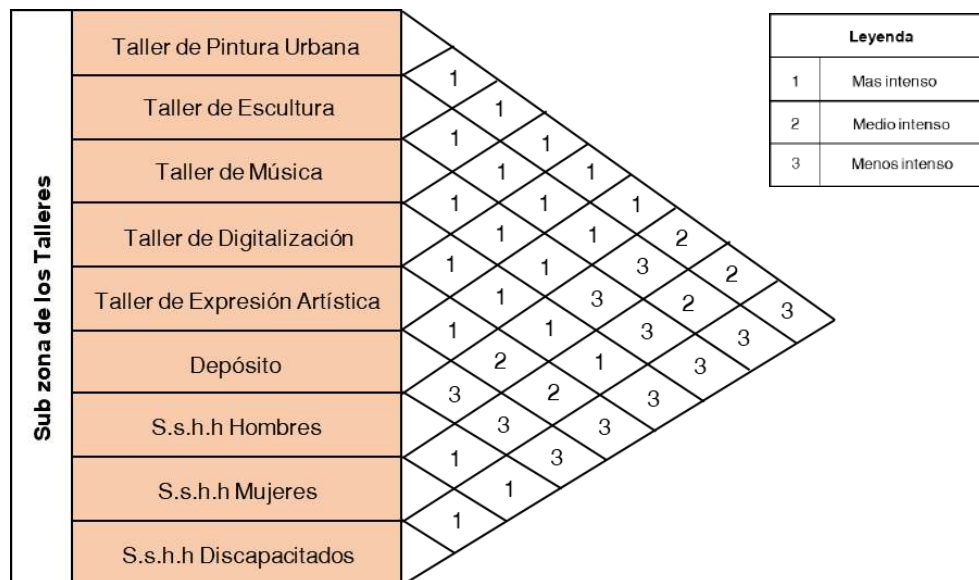 Sub zona de los Talleres
Taller de Pintura Urbana
Taller de Escultura
Taller de Música
Taller de Digitalización
Taller de Expresión Artística
Depósito
S.s.h.h Hombres
S.s.h.h Mujeres
S.s.h.h Discapacitados
1
1
1 1
1 1
1 1 1
1 1 2
1 1 3 2
1 3 2 3
1 1 3 3
2 1 3
3 2 3
3 3
1 3
1
1
Leyenda
1 Mas intenso
2 Medio intenso
3 Menos intenso